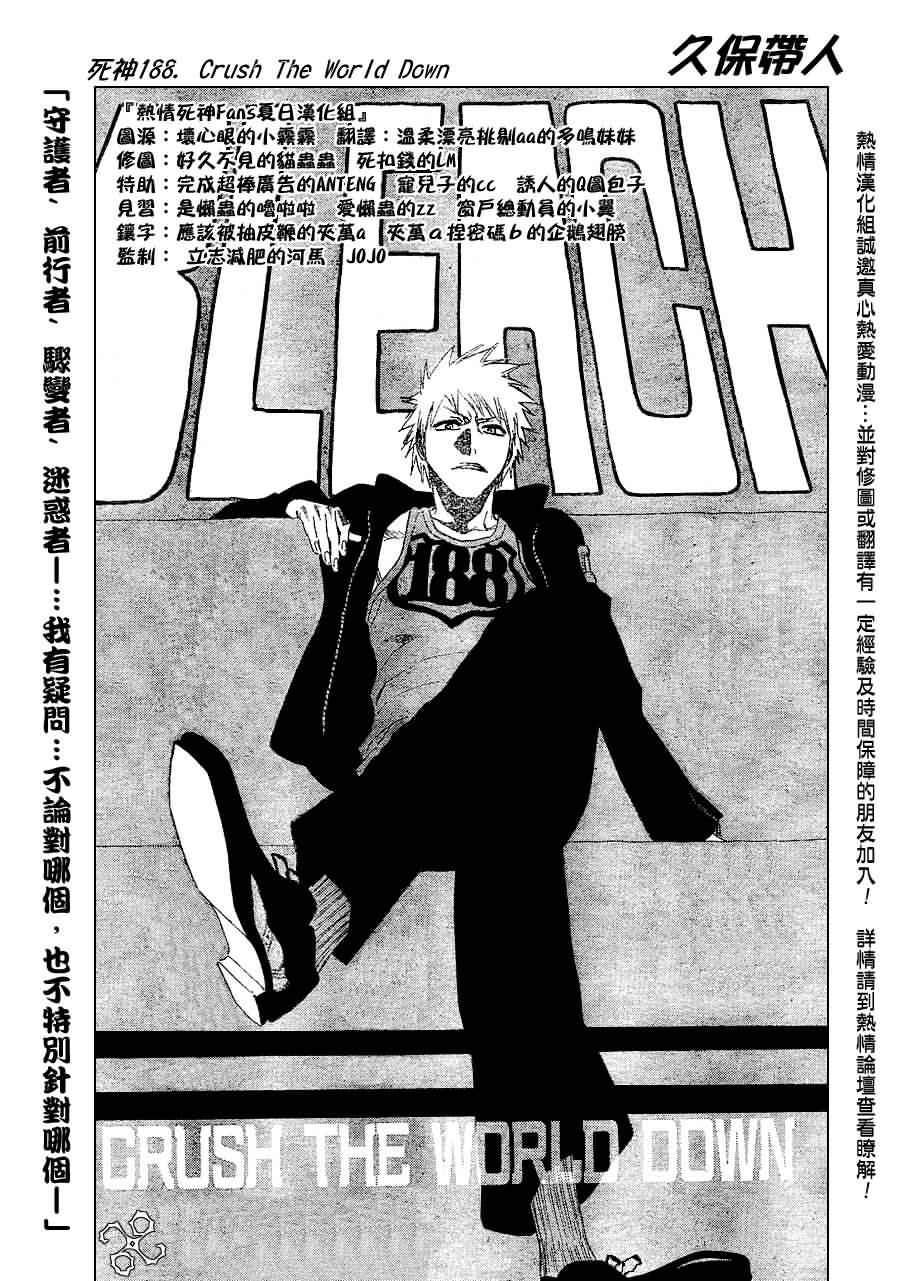 死神188. Crush The World Down
久保帶人
『熱情死神FanS夏日漢化組』
圖源：壞心眼的小霧霧 翻譯：溫柔漂亮挑剔aa的多鳴妹妹
修圖：好久不見的貓蟲蟲 死扣錢的LM
特助：完成超棒廣告的ANTENG 寵兒子的cc 誘人的Q圓包子
見習：是懶蟲的嚕啦啦 愛懶蟲的zz 窗戶總動員的小翼
鑲字：應該被抽皮鞭的夾萬a 夾萬a捏密碼b的企鵝翅膀
監制： 立志減肥的河馬 JOJO
熱情漢化組誠邀真心熱愛動漫…並對修圖或翻譯有一定經驗及時間保障的朋友加入！ 詳情請到熱情論壇查看瞭解！
「守護者、前行者、驟變者、迷惑者—…我有疑問…不論對哪個，也不特別針對哪個—」
BLEACH
188
CRUSH THE WORLD DOWN